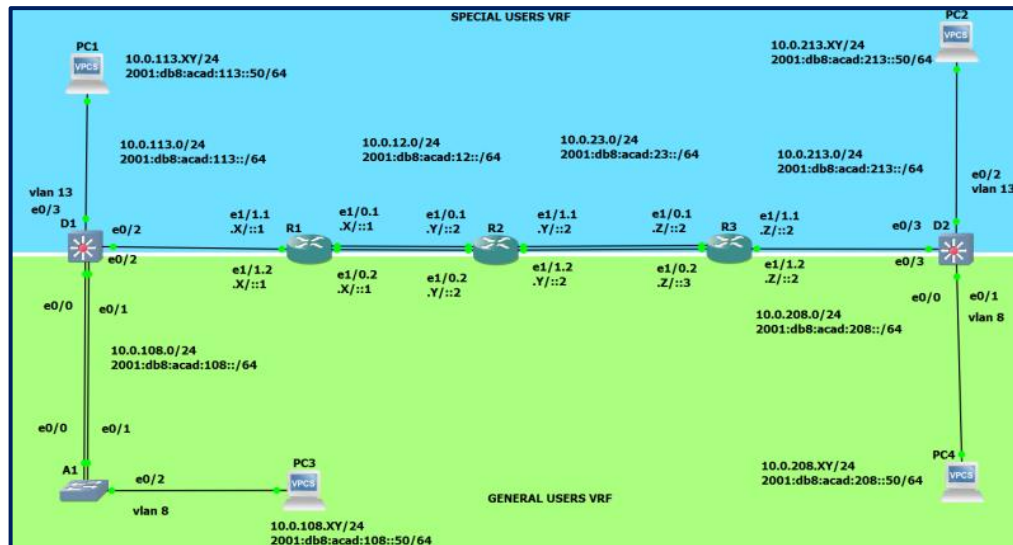 SPECIAL USERS VRF
PC1
VPCS
10.0.113.XY/24
2001:db8:acad:113::50/64
PC2
VPCS
10.0.213.XY/24
2001:db8:acad:213::50/64
10.0.113.0/24
2001:db8:acad:113::/64
10.0.12.0/24
2001:db8:acad:12::/64
10.0.23.0/24
2001:db8:acad:23::/64
10.0.213.0/24
2001:db8:acad:213::/64
vlan 13
e0/3
e0/2
vlan 13
D1
e0/2
e0/2
e1/1.1
.X/::1
R1
e1/0.1
.X/::1
e1/0.1
.Y/::2
R2
e1/1.1
.Y/::2
e1/0.1
.Z/::2
R3
e1/1.1
.Z/::2
e0/3
e0/3
D2
e1/1.2
.X/::1
e1/0.2
.X/::1
e1/0.2
.Y/::2
e1/1.2
.Y/::2
e1/0.2
.Z/::3
e1/1.2
.Z/::2
e0/0
e0/1
e0/0
e0/1
vlan 8
10.0.108.0/24
2001:db8:acad:108::/64
10.0.208.0/24
2001:db8:acad:208::/64
e0/0
e0/1
A1
e0/2
vlan 8
PC3
VPCS
10.0.108.XY/24
2001:db8:acad:108::50/64
GENERAL USERS VRF
PC4
VPCS
10.0.208.XY/24
2001:db8:acad:208::50/64